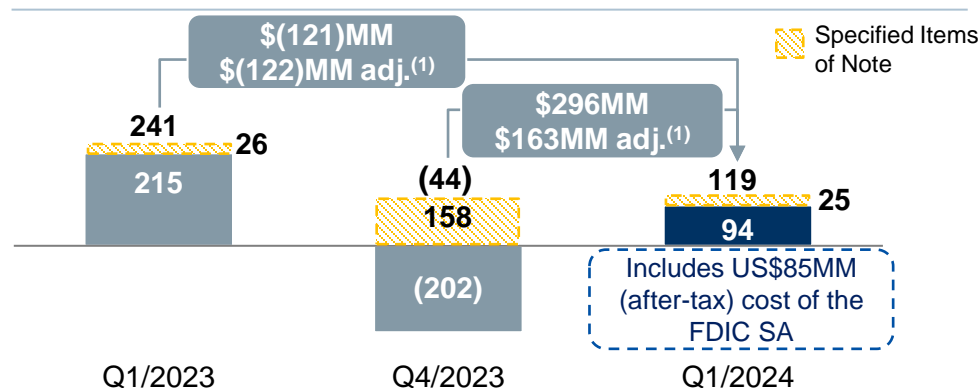 $(121)MM
$(122)MM adj.(1)
Specified Items
of Note
$296MM
$163MM adj.(1)
241
26
215
(44)
158
(202)
119
25
94
Includes US$85MM
(after-tax) cost of the
FDIC SA
Q1/2023
Q4/2023
Q1/2024